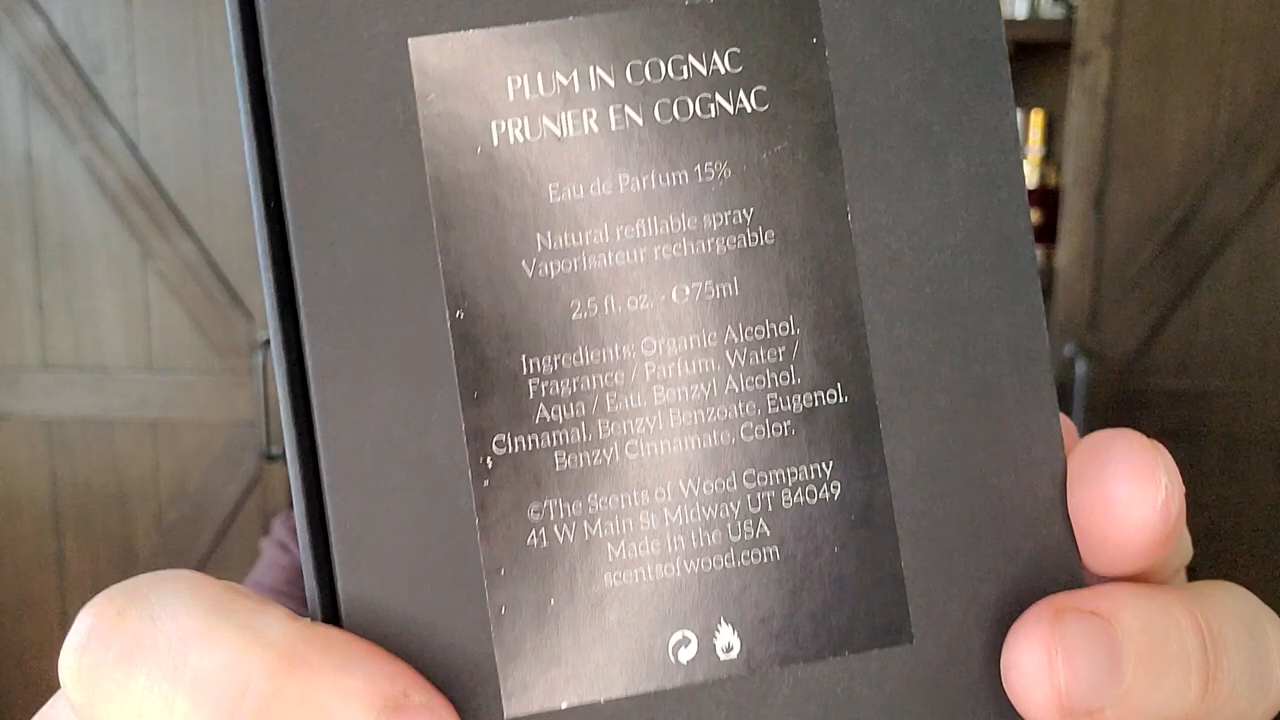 PLUM IN COGNAC
PRUNIER EN COGNAC
Eau de Parfum 15%
Natural refillable spray
Vaporisateur rechargeable
2.5 fl. oz. · ℮75ml
Ingredients: Organic Alcohol,
Fragrance / Parfum, Water /
Aqua / Eau, Benzyl Alcohol,
Cinnamal, Benzyl Benzoate, Eugenol,
Benzyl Cinnamate, Color.
©The Scents of Wood Company
41 W Main St Midway UT 84049
Made in the USA
scentsofwood.com